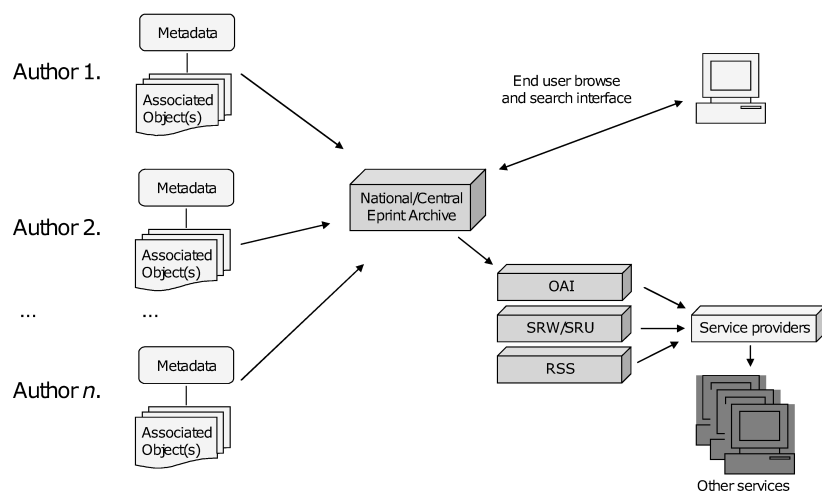 Metadata
Author 1.
Associated
Object(s)
End user browse
and search interface
Metadata
Author 2.
Associated
Object(s)
National/Central
Eprint Archive
...
...
OAI
SRW/SRU
RSS
Service providers
Metadata
Author n.
Associated
Object(s)
Other services